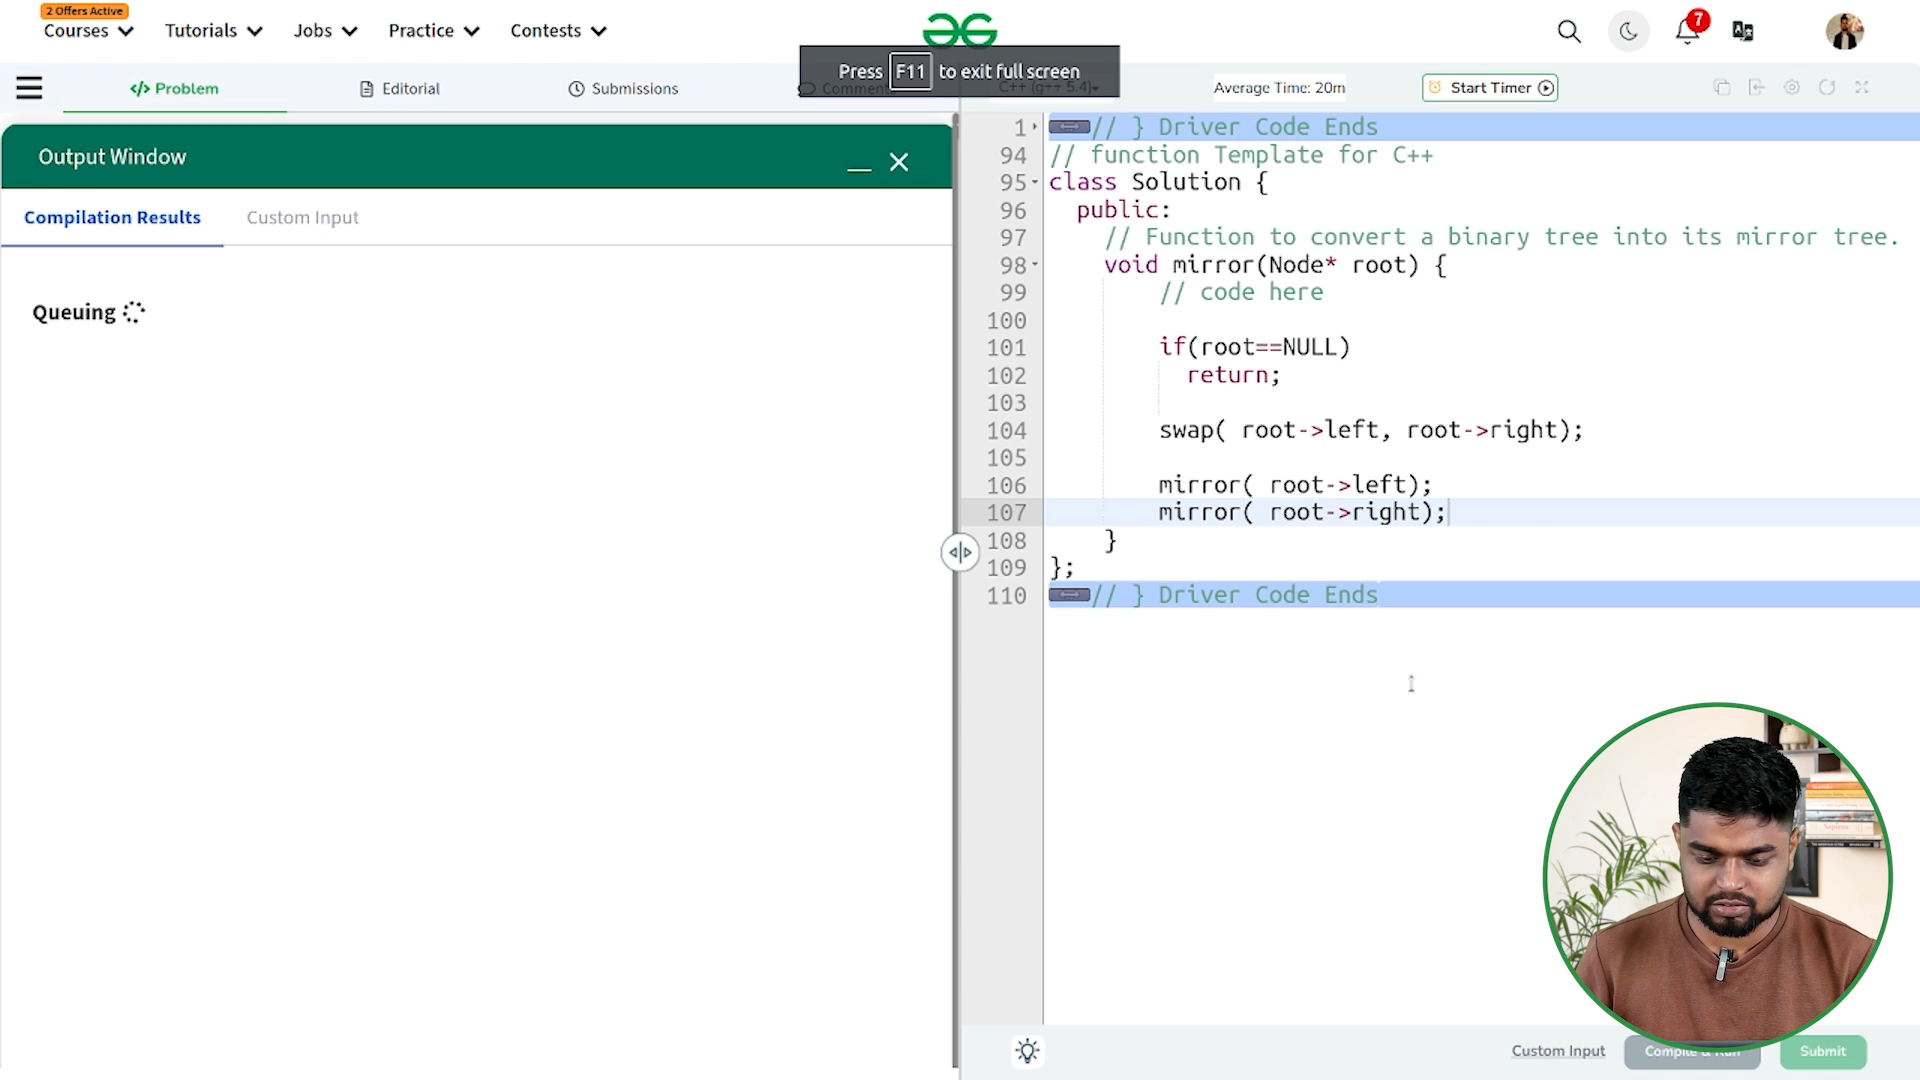 2 Offers Active
Courses Tutorials Jobs Practice Contests 7
Press F11 to exit full screen
Problem Editorial Submissions Comments C++ (g++ 5.4) Average Time: 20m Start Timer
Output Window
Compilation Results Custom Input
Queuing
1 // } Driver Code Ends
94 // function Template for C++
95 class Solution {
96 public:
97 // Function to convert a binary tree into its mirror tree.
98 void mirror(Node* root) {
99 // code here
100
101 if(root==NULL)
102 return;
103
104 swap( root->left, root->right);
105
106 mirror( root->left);
107 mirror( root->right);
108 }
109 };
110 // } Driver Code Ends
Custom Input Compile & Run Submit